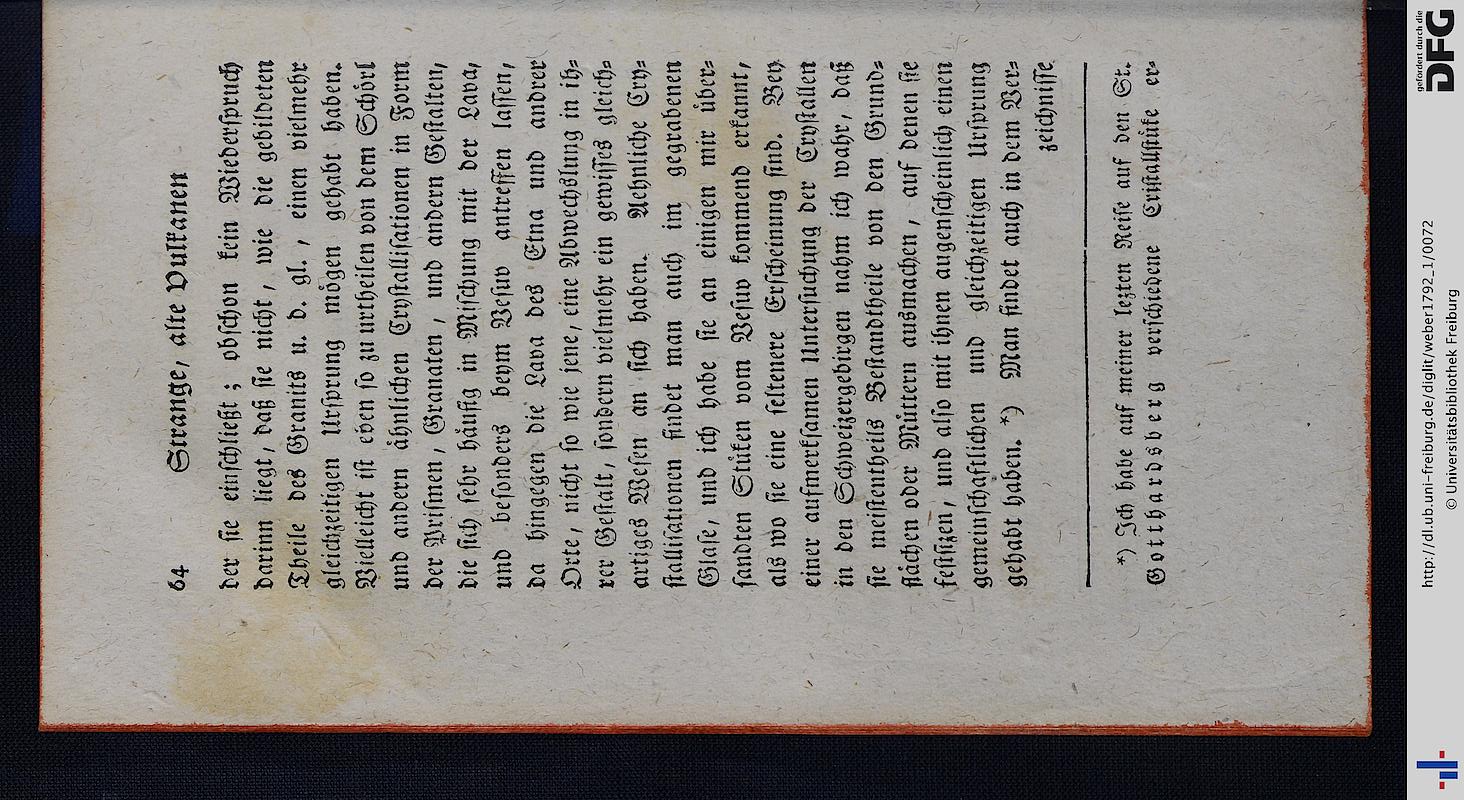 64 Strange, alte Vulkanen
der ſie einſchließt; obſchon kein Wiederſpruch
darinn liegt, daß ſie nicht, wie die gebildeten
Theile des Granits u. d. gl., einen vielmehr
gleichzeitigen Urſprung mögen gehabt haben.
Vielleicht iſt eben ſo zu urtheilen von dem Schörl
und andern ähnlichen Cryſtalliſationen in Form
der Priſmen, Granaten, und andern Geſtalten,
die ſich ſehr häufig in Miſchung mit der Lava,
und beſonders beym Veſuv antreffen laſſen,
da hingegen die Lava des Etna und andrer
Orte, nicht ſo wie jene, eine Abwechslung in ih⸗
rer Geſtalt, ſondern vielmehr ein gewiſſes gleich⸗
artiges Weſen an ſich haben. Aehnliche Cry⸗
ſtalliſationen findet man auch im gegrabenen
Glaſe, und ich habe ſie an einigen mir über⸗
ſandten Stüken vom Veſuv kommend erkannt,
als wo ſie eine ſeltenere Erſcheinung ſind. Bey
einer aufmerkſamen Unterſuchung der Cryſtallen
in den Schweizergebirgen nahm ich wahr, daß
ſie meiſtentheils Beſtandtheile von den Grund⸗
flächen oder Müttern ausmachen, auf denen ſie
feſtſizen, und alſo mit ihnen augenſcheinlich einen
gemeinſchaftlichen und gleichzeitigen Urſprung
gehabt haben. *) Man findet auch in dem Ver⸗
zeichniſſe
*) Ich habe auf meiner lezten Reiſe auf den St.
Gotthardsberg verſchiedene Criſtallſtüke er⸗
gefördert durch die
DFG
http://dl.ub.uni-freiburg.de/diglit/weber1792_1/0072
© Universitätsbibliothek Freiburg